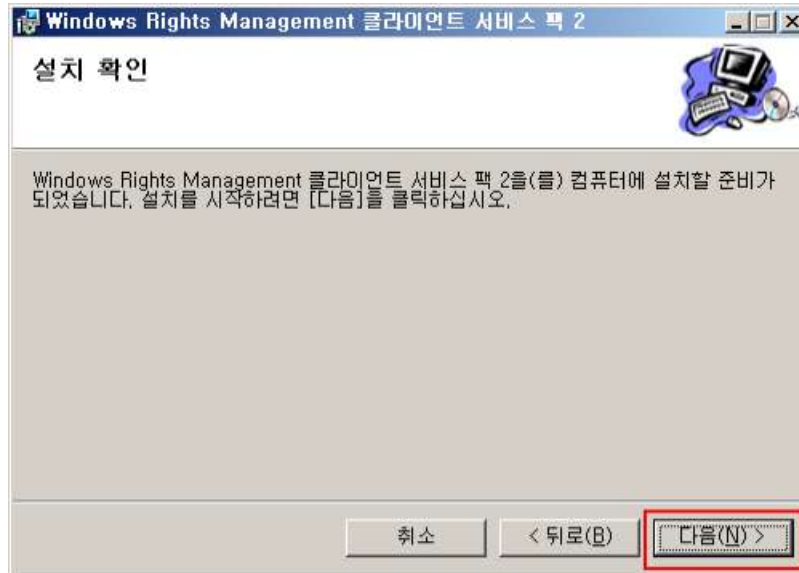 Windows Rights Management 클라이언트 서비스 팩 2
설치 확인
Windows Rights Management 클라이언트 서비스 팩 2을(를) 컴퓨터에 설치할 준비가
되었습니다. 설치를 시작하려면 [다음]을 클릭하십시오.
취소 < 뒤로(B) 다음(N) >